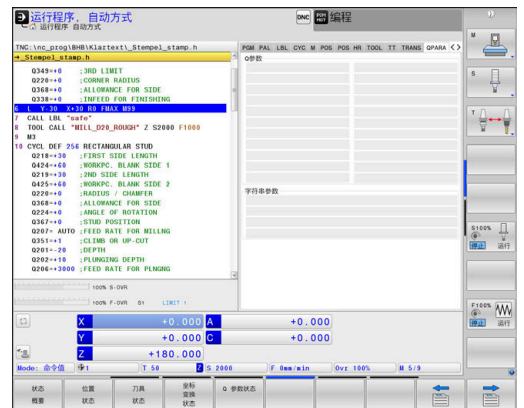 运行程序，自动方式
运行程序 自动方式
DNC
编程
TNC:\nc_prog\BHB\Klartext\_Stempel_stamp.h
→_Stempel_stamp.h
Q349=+0 ;3RD LIMIT
Q220=+0 ;CORNER RADIUS
Q368=+0 ;ALLOWANCE FOR SIDE
Q338=+0 ;INFEED FOR FINISHING
6 L Y-30 X+30 R0 FMAX M99
7 CALL LBL "safe"
8 TOOL CALL "MILL_D20_ROUGH" Z S2000 F1000
9 M3
10 CYCL DEF 256 RECTANGULAR STUD
Q218=+30 ;FIRST SIDE LENGTH
Q424=+60 ;WORKPC. BLANK SIDE 1
Q219=+30 ;2ND SIDE LENGTH
Q425=+60 ;WORKPC. BLANK SIDE 2
Q220=+0 ;RADIUS / CHAMFER
Q368=+0 ;ALLOWANCE FOR SIDE
Q224=+0 ;ANGLE OF ROTATION
Q367=+0 ;STUD POSITION
Q207= AUTO ;FEED RATE FOR MILLNG
Q351=+1 ;CLIMB OR UP-CUT
Q201=-20 ;DEPTH
Q202=+10 ;PLUNGING DEPTH
Q206=+3000 ;FEED RATE FOR PLNGNG
PGM PAL LBL CYC M POS POS HR TOOL TT TRANS QPARA
Q参数
字符串参数
100% S-OVR
100% F-OVR S1 LIMIT 1
X +0.000 A +0.000
Y +0.000 C +0.000
Z +180.000
Mode: 命令值 1 T 50 Z S 2000 F 0mm/min Ovr 100% M 5/9
状态 概要
位置 状态
刀具 状态
坐标 变换 状态
Q 参数状态
M
S
T
S100%
停止 运行
F100%
停止 运行